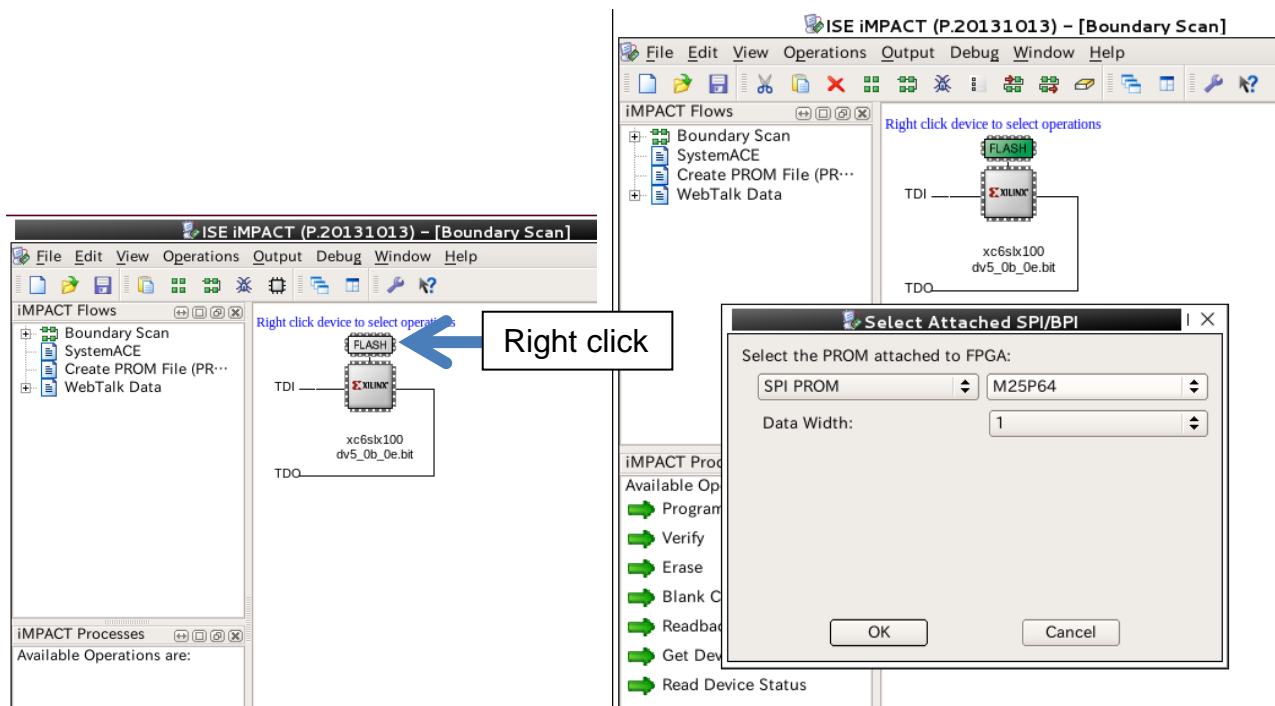 ISE iMPACT (P.20131013) – [Boundary Scan]
File Edit View Operations Output Debug Window Help
iMPACT Flows
Boundary Scan
SystemACE
Create PROM File (PR···
WebTalk Data
Right click device to select operations
FLASH
TDI
XILINX
xc6slx100
dv5_0b_0e.bit
TDO
Right click
iMPACT Processes
Available Operations are:
ISE iMPACT (P.20131013) – [Boundary Scan]
File Edit View Operations Output Debug Window Help
iMPACT Flows
Boundary Scan
SystemACE
Create PROM File (PR···
WebTalk Data
Right click device to select operations
FLASH
TDI
XILINX
xc6slx100
dv5_0b_0e.bit
TDO
iMPACT Proc
Available Op
Program
Verify
Erase
Blank C
Readbac
Get Dev
Read Device Status
Select Attached SPI/BPI
Select the PROM attached to FPGA:
SPI PROM M25P64
Data Width: 1
OK Cancel